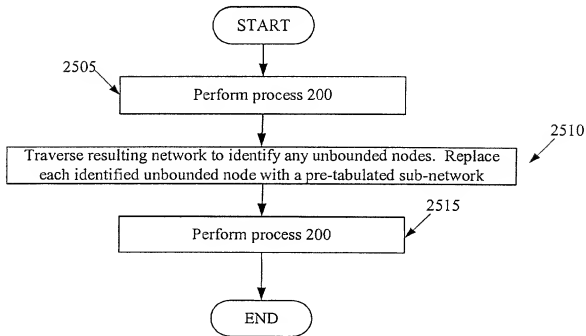 START
2505
Perform process 200
2510
Traverse resulting network to identify any unbounded nodes. Replace
each identified unbounded node with a pre-tabulated sub-network
2515
Perform process 200
END